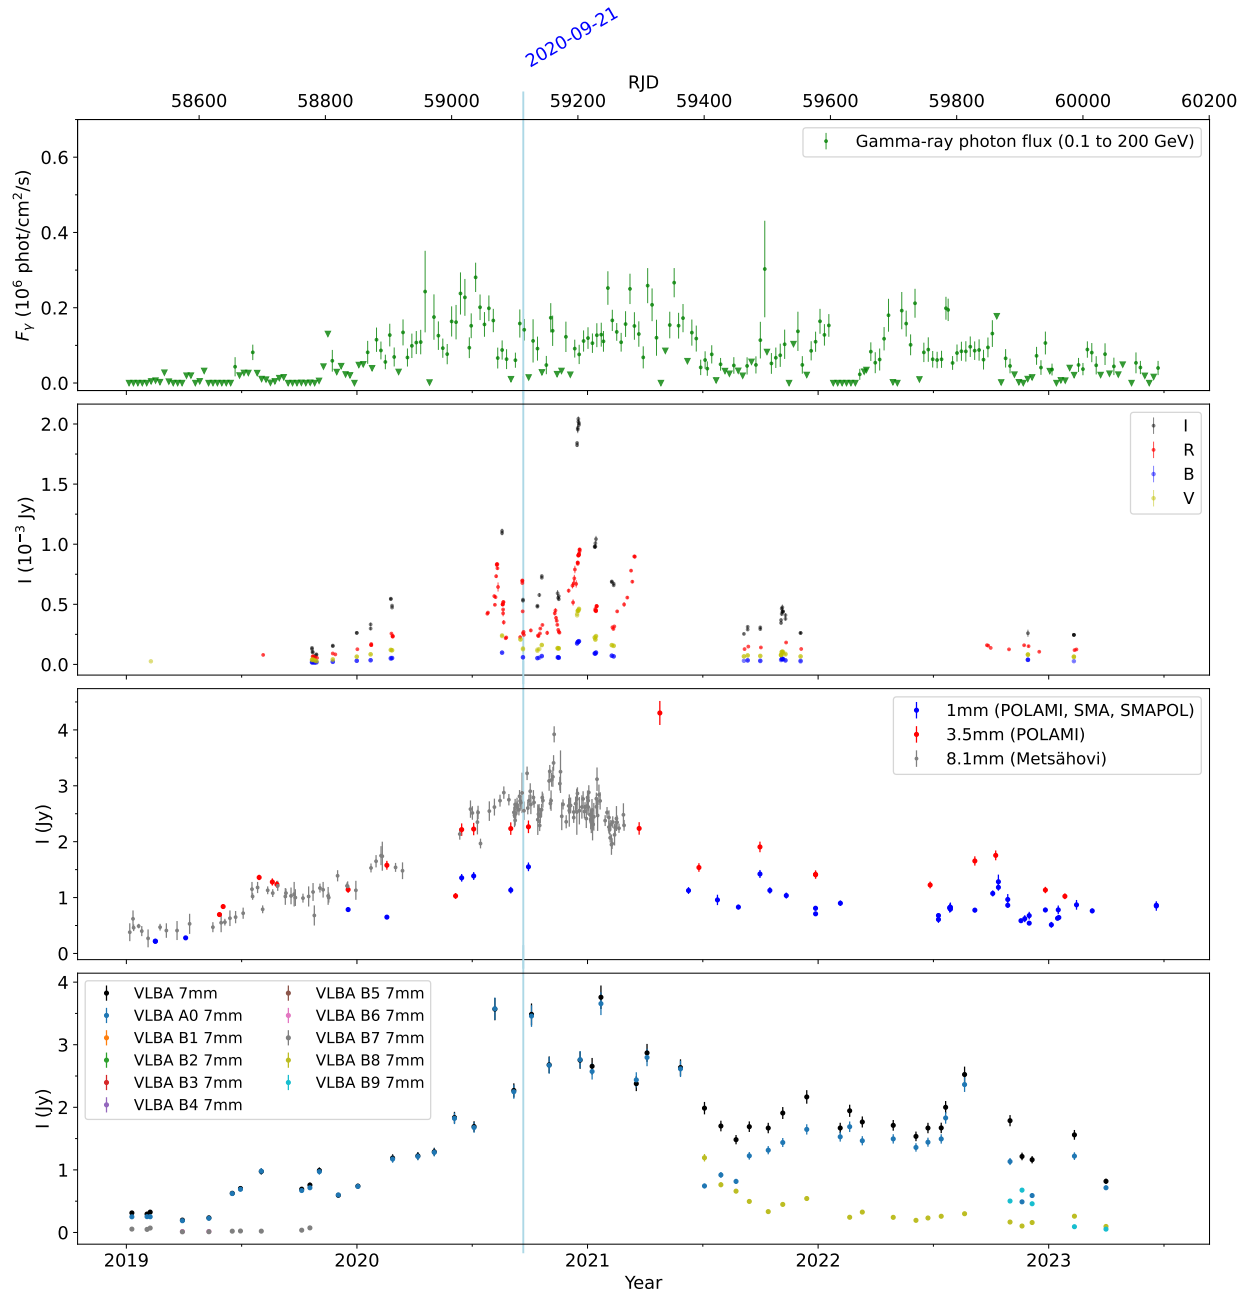 2020-09-21
RJD
58600 58800 59000 59200 59400 59600 59800 60000 60200
Gamma-ray photon flux (0.1 to 200 GeV)
0.6
0.4
0.2
0.0
Fγ (10⁶ phot/cm²/s)
I
R
B
V
2.0
1.5
1.0
0.5
0.0
I (10⁻³ Jy)
1mm (POLAMI, SMA, SMAPOL)
3.5mm (POLAMI)
8.1mm (Metsähovi)
4
3
2
1
0
I (Jy)
VLBA 7mm
VLBA A0 7mm
VLBA B1 7mm
VLBA B2 7mm
VLBA B3 7mm
VLBA B4 7mm
VLBA B5 7mm
VLBA B6 7mm
VLBA B7 7mm
VLBA B8 7mm
VLBA B9 7mm
4
3
2
1
0
I (Jy)
2019 2020 2021 2022 2023
Year